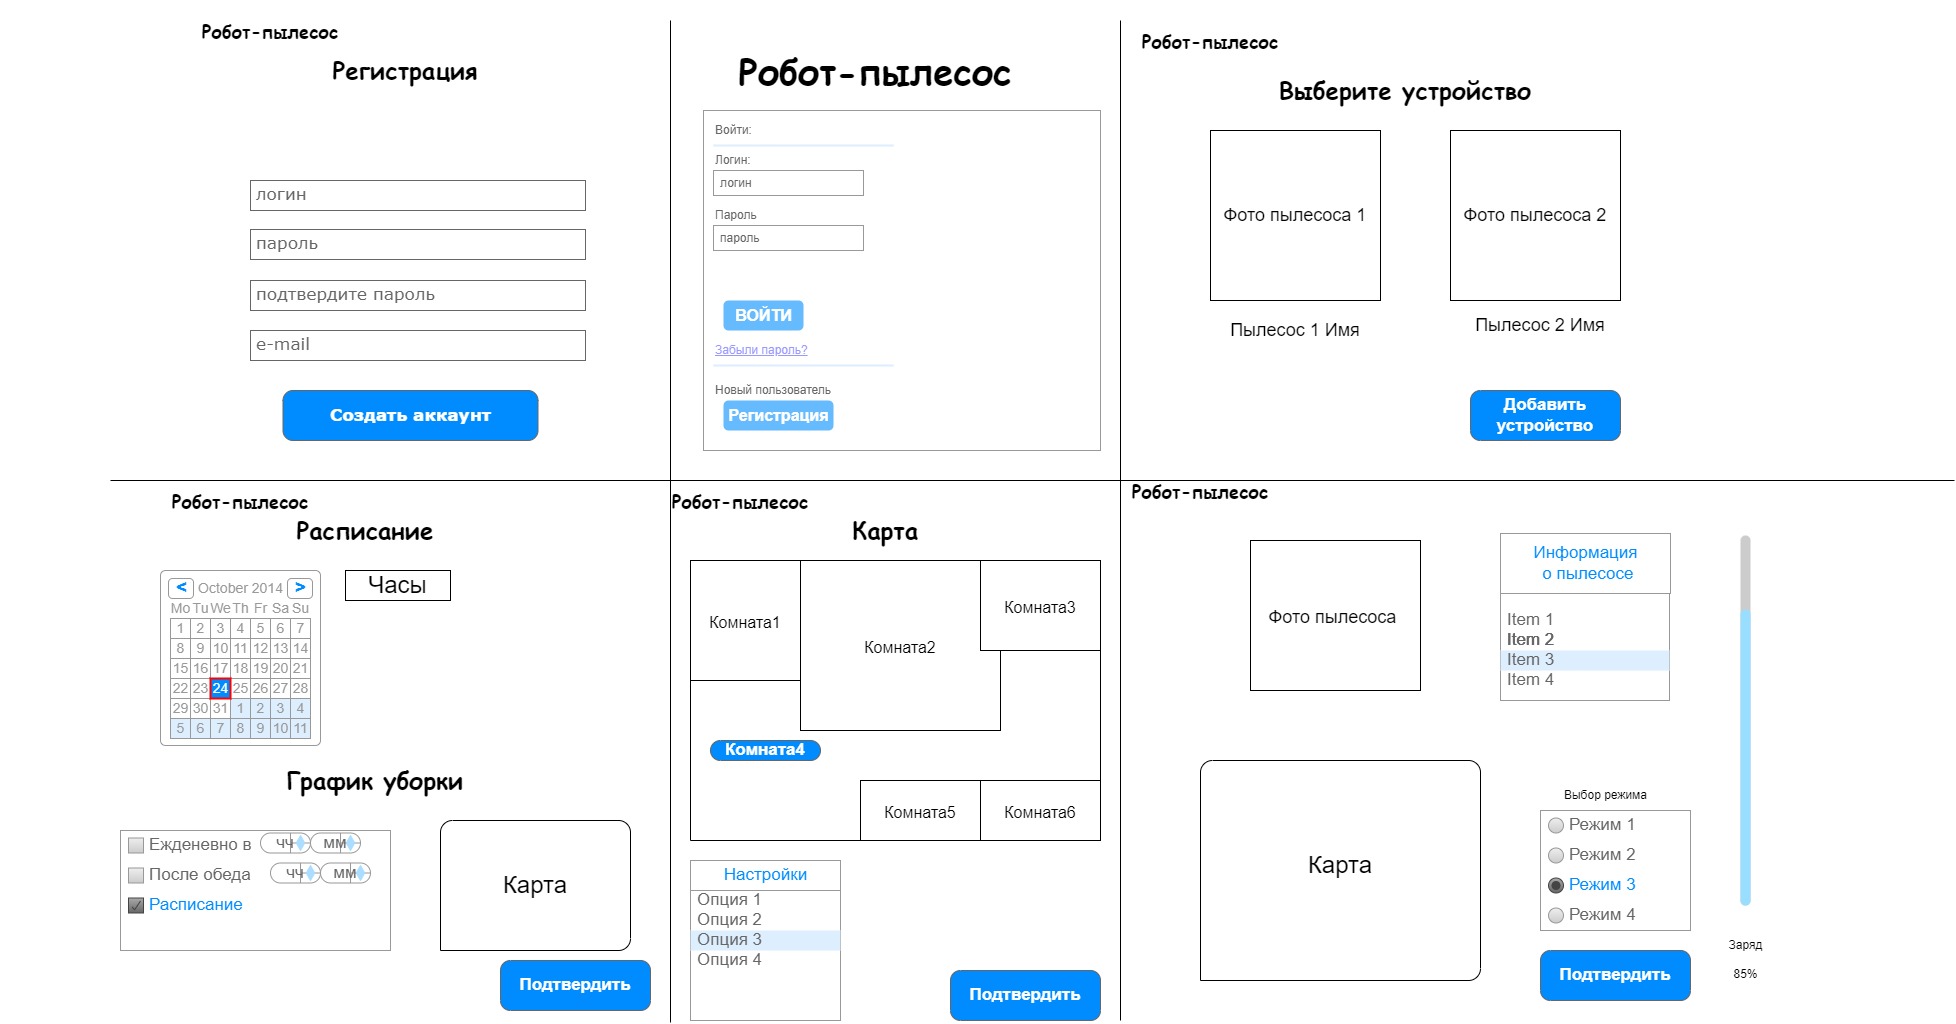 Робот-пылесос
Регистрация
логин
пароль
подтвердите пароль
e-mail
Создать аккаунт
Робот-пылесос
Войти:
Логин:
логин
Пароль
пароль
ВОЙТИ
Забыли пароль?
Новый пользователь
Регистрация
Робот-пылесос
Выберите устройство
Фото пылесоса 1
Фото пылесоса 2
Пылесос 1 Имя
Пылесос 2 Имя
Добавить
устройство
Робот-пылесос
Расписание
< October 2014 >
Mo Tu We Th Fr Sa Su
1 2 3 4 5 6 7
8 9 10 11 12 13 14
15 16 17 18 19 20 21
22 23 24 25 26 27 28
29 30 31 1 2 3 4
5 6 7 8 9 10 11
Часы
График уборки
Ежденевно в чч мм
После обеда чч мм
Расписание
Карта
Подтвердить
Робот-пылесос
Карта
Комната1
Комната2
Комната3
Комната4
Комната5
Комната6
Настройки
Опция 1
Опция 2
Опция 3
Опция 4
Подтвердить
Робот-пылесос
Фото пылесоса
Информация
о пылесосе
Item 1
Item 2
Item 3
Item 4
Карта
Выбор режима
Режим 1
Режим 2
Режим 3
Режим 4
Подтвердить
Заряд
85%